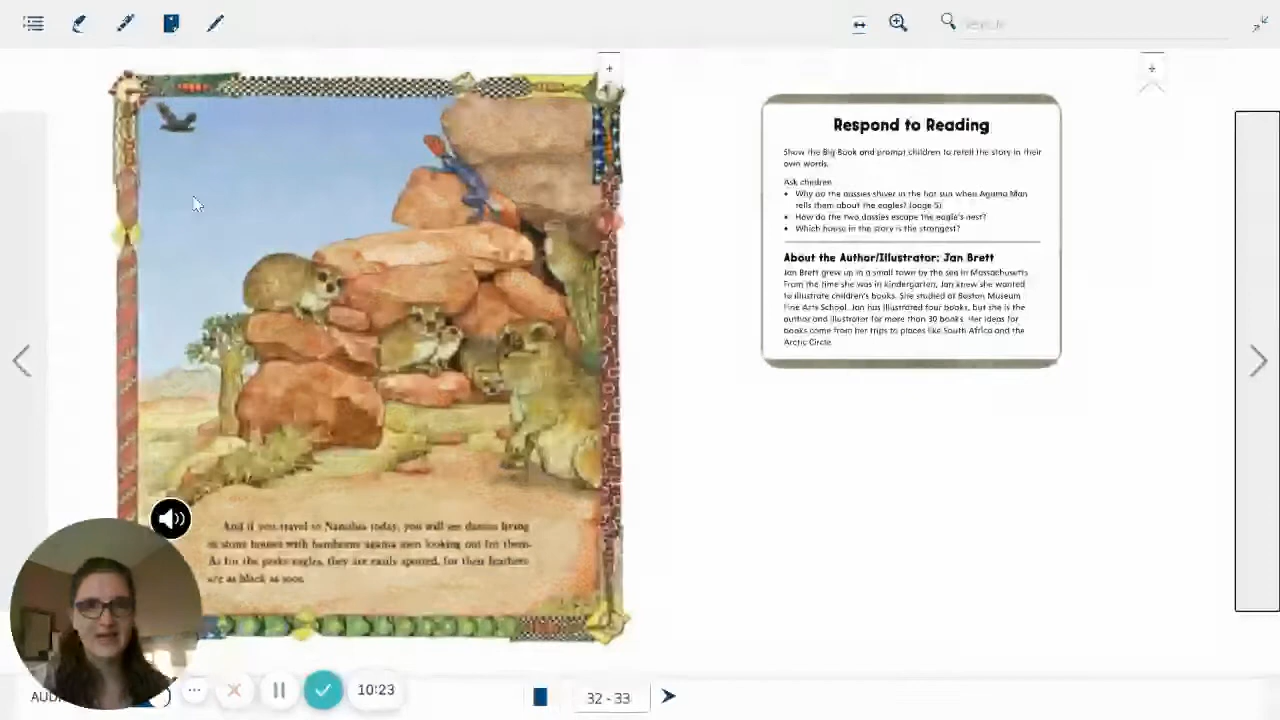 Search
+
+
Respond to Reading
Show the Big Book and prompt children to retell the story in their
own words.
Ask children
• Why do the dassies shiver in the hot sun when Agama Man
tells them about the eagles? (page 5)
• How do the two dassies escape the eagle's nest?
• Which house in the story is the strongest?
About the Author/Illustrator: Jan Brett
Jan Brett grew up in a small town by the sea in Massachusetts
From the time she was in kindergarten, Jan knew she wanted
to illustrate children's books. She studied at Boston Museum
Fine Arts School. Jan has illustrated four books, but she is the
author and illustrator for more than 30 books. Her ideas for
books come from her trips to places like South Africa and the
Arctic Circle.
And if you travel to Namibia today, you will see dassies living
in stone houses with handsome agama men looking out for them.
As for the pesky eagles, they are easily spotted, for their feathers
are as black as soot.
10:23
32 - 33